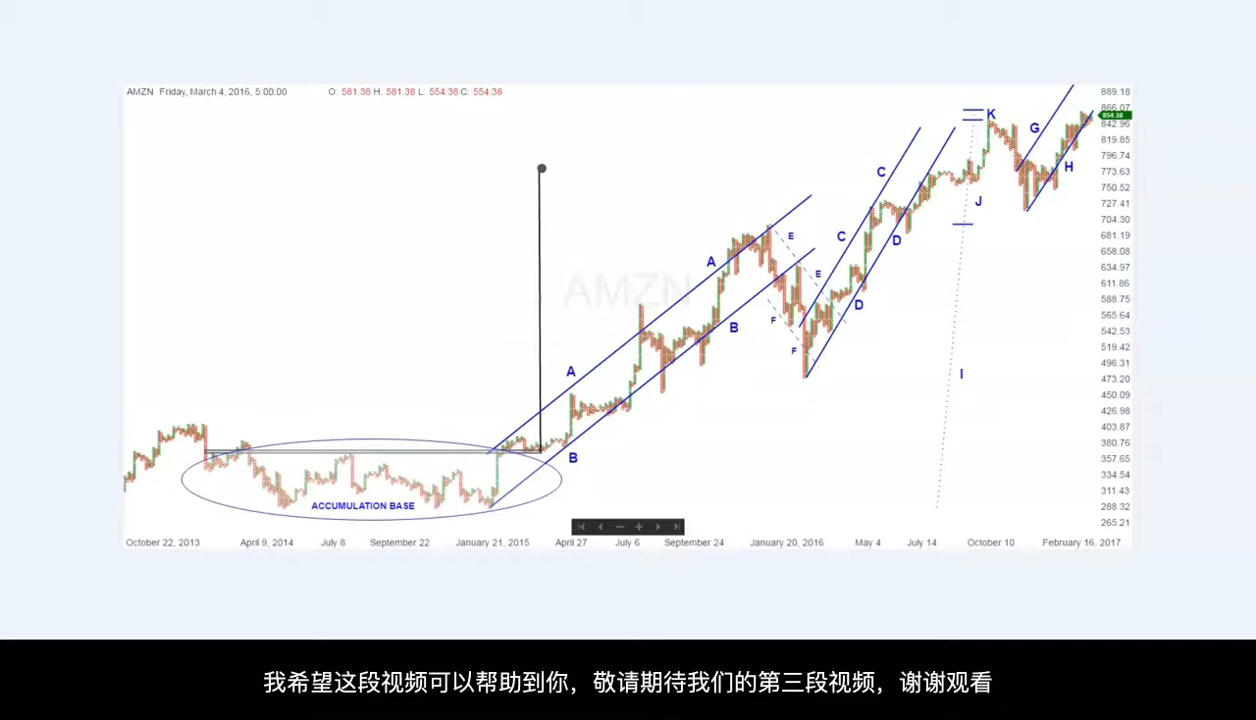 AMZN Friday, March 4, 2016, 5:00:00 O: 581.38 H: 581.38 L: 554.38 C: 554.38
889.18
866.07
854.38
842.96
819.85
796.74
773.63
750.52
727.41
704.30
681.19
658.08
634.97
611.86
588.75
565.64
542.53
519.42
496.31
473.20
450.09
426.98
403.87
380.76
357.65
334.54
311.43
288.32
265.21
K
G
H
C
J
C
D
E
A
E
D
F
B
F
A
I
B
AMZN
ACCUMULATION BASE
October 22, 2013 April 9, 2014 July 8 September 22 January 21, 2015 April 27 July 6 September 24 January 20, 2016 May 4 July 14 October 10 February 16, 2017
我希望这段视频可以帮助到你，敬请期待我们的第三段视频，谢谢观看